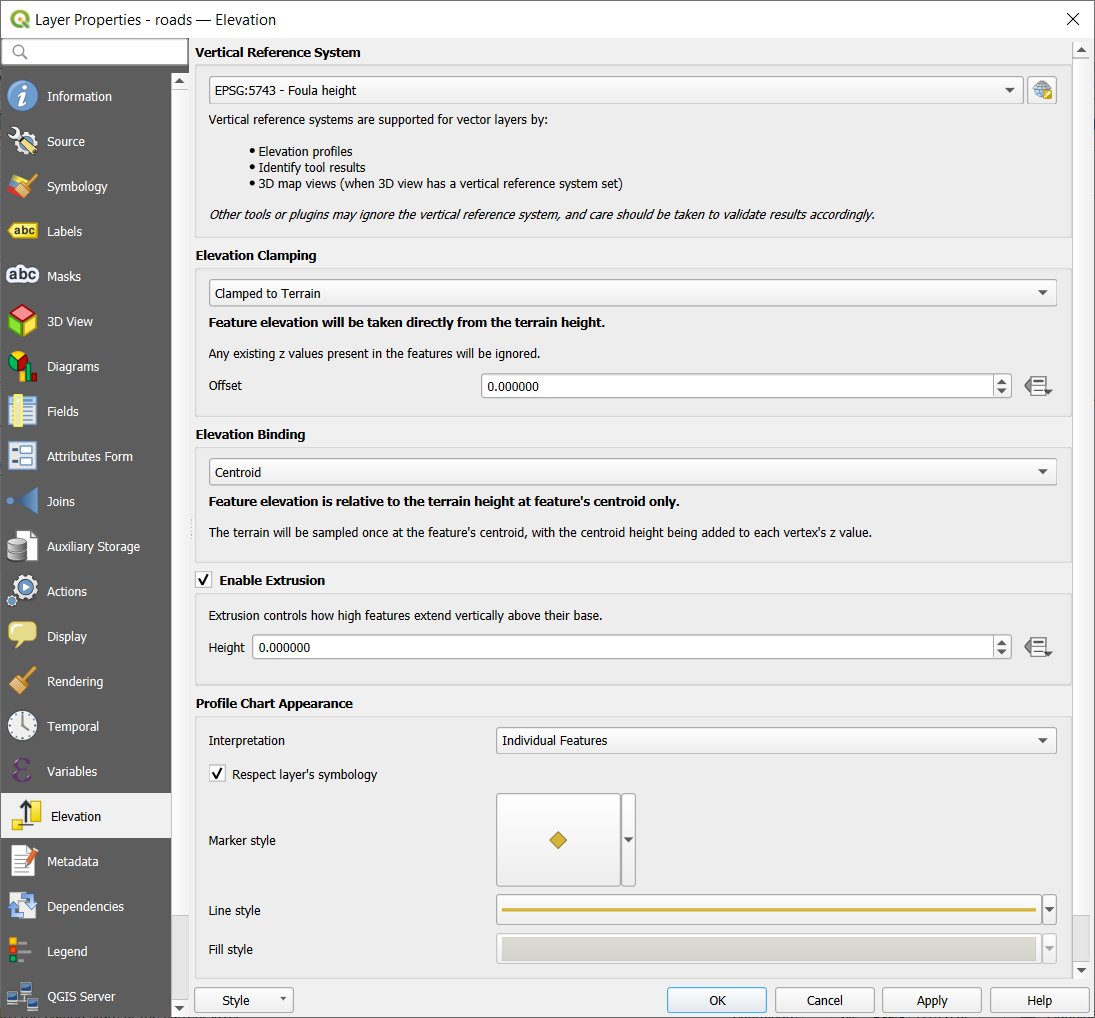 Layer Properties - roads — Elevation
Information
Source
Symbology
abc Labels
abc Masks
3D View
Diagrams
Fields
Attributes Form
Joins
Auxiliary Storage
Actions
Display
Rendering
Temporal
Variables
Elevation
Metadata
Dependencies
Legend
QGIS Server
Vertical Reference System
EPSG:5743 - Foula height
Vertical reference systems are supported for vector layers by:
• Elevation profiles
• Identify tool results
• 3D map views (when 3D view has a vertical reference system set)
Other tools or plugins may ignore the vertical reference system, and care should be taken to validate results accordingly.
Elevation Clamping
Clamped to Terrain
Feature elevation will be taken directly from the terrain height.
Any existing z values present in the features will be ignored.
Offset 0.000000
Elevation Binding
Centroid
Feature elevation is relative to the terrain height at feature's centroid only.
The terrain will be sampled once at the feature's centroid, with the centroid height being added to each vertex's z value.
Enable Extrusion
Extrusion controls how high features extend vertically above their base.
Height 0.000000
Profile Chart Appearance
Interpretation Individual Features
Respect layer's symbology
Marker style
Line style
Fill style
Style OK Cancel Apply Help